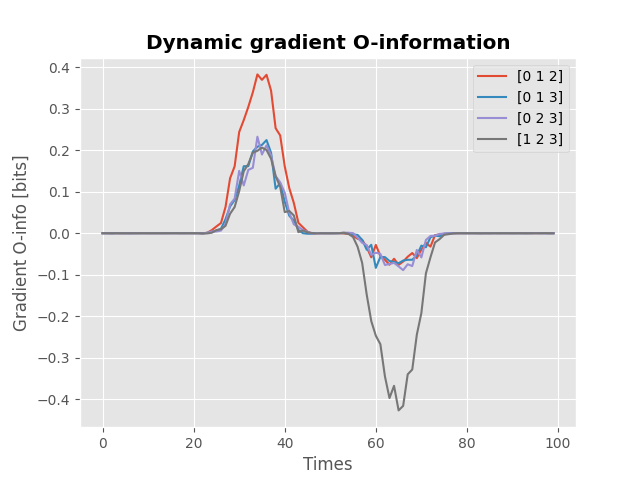 Dynamic gradient O-information
[0 1 2]
[0 1 3]
[0 2 3]
[1 2 3]
Gradient O-info [bits]
0.4
0.3
0.2
0.1
0.0
−0.1
−0.2
−0.3
−0.4
0 20 40 60 80 100
Times